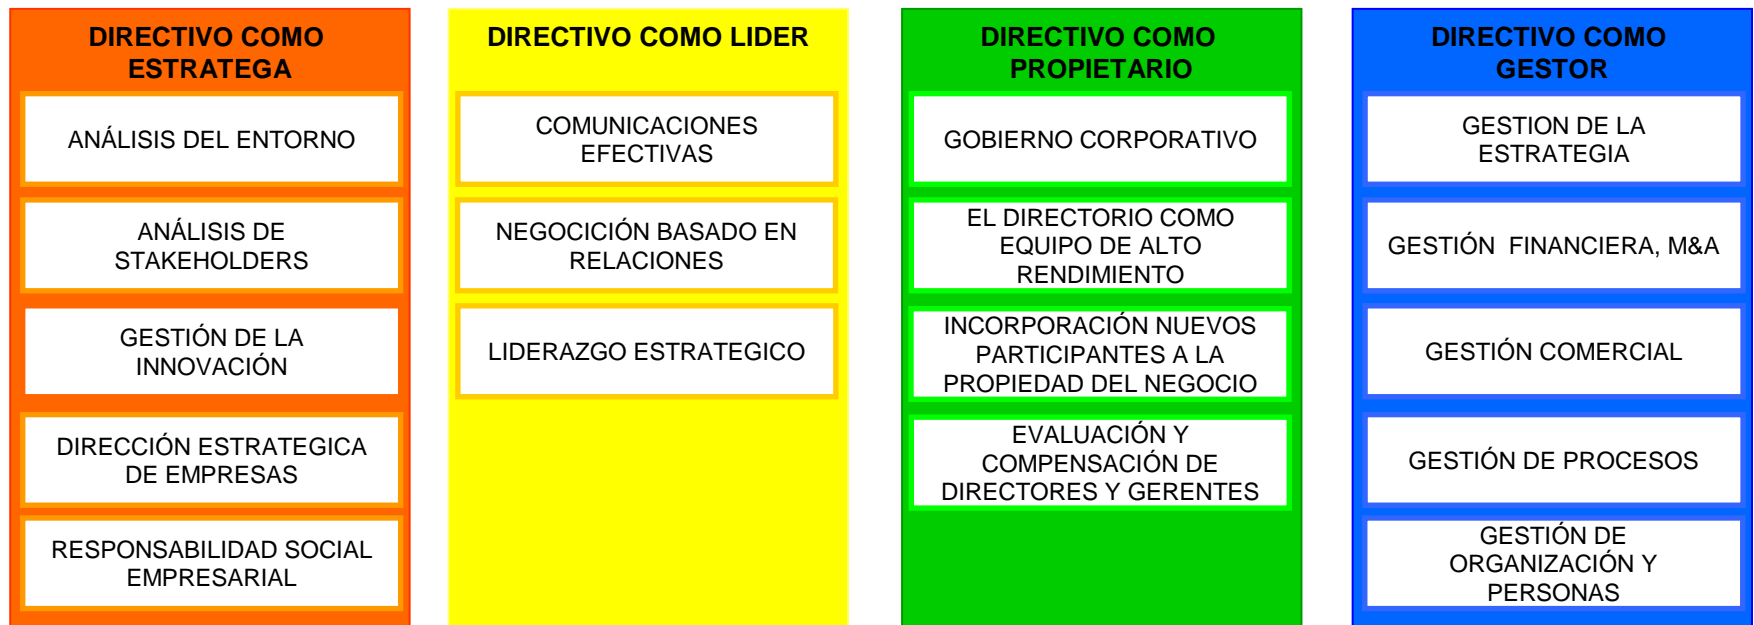 DIRECTIVO COMO
ESTRATEGA
ANÁLISIS DEL ENTORNO
ANÁLISIS DE
STAKEHOLDERS
GESTIÓN DE LA
INNOVACIÓN
DIRECCIÓN ESTRATEGICA
DE EMPRESAS
RESPONSABILIDAD SOCIAL
EMPRESARIAL
DIRECTIVO COMO LIDER
COMUNICACIONES
EFECTIVAS
NEGOCICIÓN BASADO EN
RELACIONES
LIDERAZGO ESTRATEGICO
DIRECTIVO COMO
PROPIETARIO
GOBIERNO CORPORATIVO
EL DIRECTORIO COMO
EQUIPO DE ALTO
RENDIMIENTO
INCORPORACIÓN NUEVOS
PARTICIPANTES A LA
PROPIEDAD DEL NEGOCIO
EVALUACIÓN Y
COMPENSACIÓN DE
DIRECTORES Y GERENTES
DIRECTIVO COMO
GESTOR
GESTION DE LA
ESTRATEGIA
GESTIÓN  FINANCIERA, M&A
GESTIÓN COMERCIAL
GESTIÓN DE PROCESOS
GESTIÓN DE
ORGANIZACIÓN Y
PERSONAS